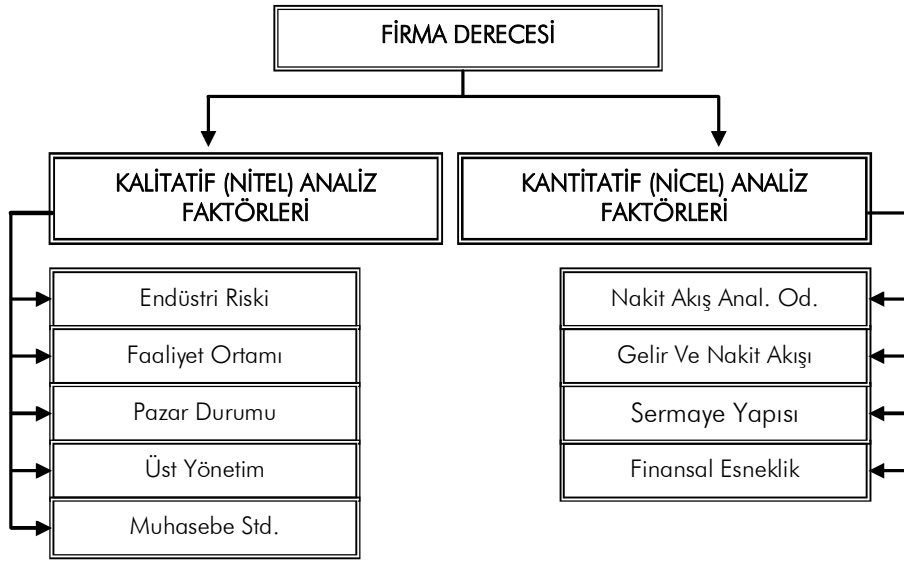 FİRMA DERECESİ
KALİTATİF (NİTEL) ANALİZ
FAKTÖRLERİ
Endüstri Riski
Faaliyet Ortamı
Pazar Durumu
Üst Yönetim
Muhasebe Std.
KANTİTATİF (NİCEL) ANALİZ
FAKTÖRLERİ
Nakit Akış Anal. Od.
Gelir Ve Nakit Akışı
Sermaye Yapısı
Finansal Esneklik